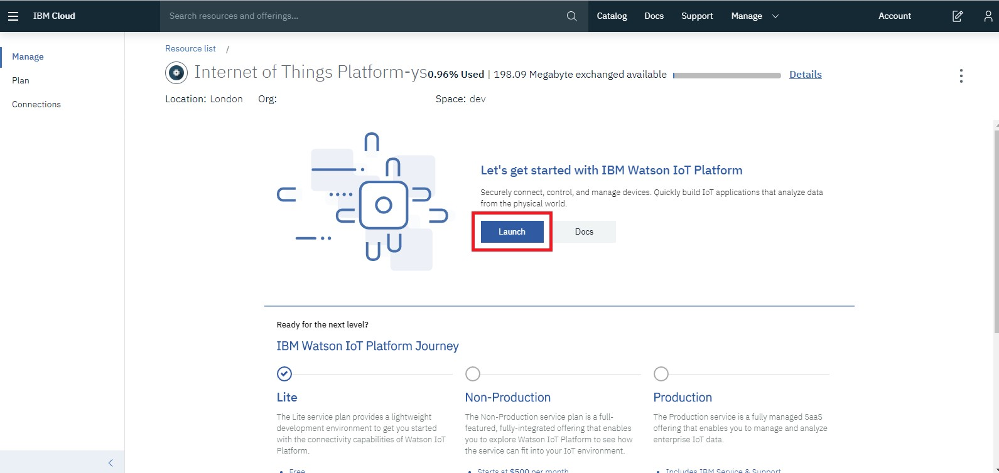 IBM Cloud
Search resources and offerings...
Catalog
Docs
Support
Manage
Account
Manage
Plan
Connections
Resource list /
Internet of Things Platform-ys
0.96% Used | 198.09 Megabyte exchanged available
Details
Location: London
Org:
Space: dev
Let's get started with IBM Watson IoT Platform
Securely connect, control, and manage devices. Quickly build IoT applications that analyze data
from the physical world.
Launch
Docs
Ready for the next level?
IBM Watson IoT Platform Journey
Lite
The Lite service plan provides a lightweight
development environment to get you started
with the connectivity capabilities of Watson IoT
Platform.
• Free
Non-Production
The Non-Production service plan is a full-
featured, fully-integrated offering that enables
you to explore Watson IoT Platform to see how
the service can fit into your IoT environment.
• Starts at $500 per month
Production
The Production service is a fully managed SaaS
offering that enables you to manage and analyze
enterprise IoT data.
• Includes IBM Service & Support